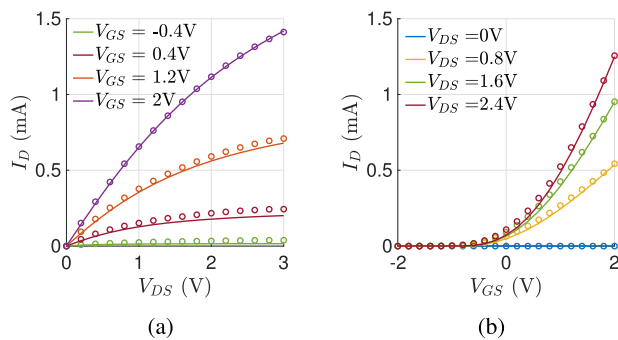 1.5
1
0.5
0
I_D (mA)
V_GS = -0.4V
V_GS = 0.4V
V_GS = 1.2V
V_GS = 2V
0 1 2 3
V_DS (V)
(a)
1.5
1
0.5
0
I_D (mA)
V_DS =0V
V_DS =0.8V
V_DS =1.6V
V_DS =2.4V
-2 0 2
V_GS (V)
(b)